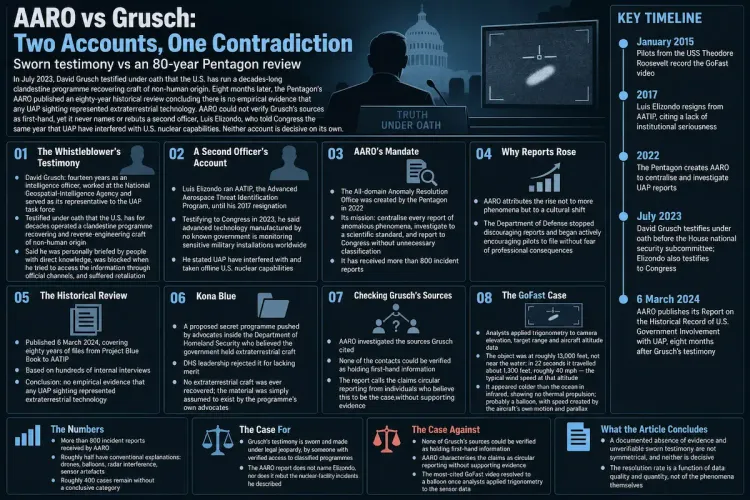 AARO vs Grusch:
Two Accounts, One Contradiction
Sworn testimony vs an 80-year Pentagon review
In July 2023, David Grusch testified under oath that the U.S. has run a decades-long
clandestine programme recovering craft of non-human origin. Eight months later, the Pentagon's
AARO published an eighty-year historical review concluding there is no empirical evidence that
any UAP sighting represented extraterrestrial technology. AARO could not verify Grusch's sources
as first-hand, yet it never names or rebuts a second officer, Luis Elizondo, who told Congress the
same year that UAP have interfered with U.S. nuclear capabilities. Neither account is decisive on its own.
TRUTH
UNDER OATH
KEY TIMELINE
January 2015
Pilots from the USS Theodore
Roosevelt record the GoFast
video
2017
Luis Elizondo resigns from
AATIP, citing a lack of
institutional seriousness
2022
The Pentagon creates AARO to
centralise and investigate
UAP reports
July 2023
David Grusch testifies under
oath before the House national
security subcommittee;
Elizondo also testifies
to Congress
6 March 2024
AARO publishes its Report on
the Historical Record of U.S.
Government Involvement
with UAP, eight months
after Grusch's testimony
01 The Whistleblower's
Testimony
• David Grusch: fourteen years as an
intelligence officer, worked at the National
Geospatial-Intelligence Agency and
served as its representative to the UAP
task force
• Testified under oath that the U.S. has for
decades operated a clandestine programme
recovering and reverse-engineering craft
of non-human origin
• Said he was personally briefed by people
with direct knowledge, was blocked when
he tried to access the information through
official channels, and suffered retaliation
02 A Second Officer's
Account
• Luis Elizondo ran AATIP, the Advanced
Aerospace Threat Identification
Program, until his 2017 resignation
• Testifying to Congress in 2023, he said
advanced technology manufactured by
no known government is monitoring
sensitive military installations worldwide
• He stated UAP have interfered with and
taken offline U.S. nuclear capabilities
03 AARO's Mandate
• The All-domain Anomaly Resolution
Office was created by the Pentagon
in 2022
• Its mission: centralise every report of
anomalous phenomena, investigate to
a scientific standard, and report to
Congress without unnecessary
classification
• It has received more than 800 incident
reports
04 Why Reports Rose
• AARO attributes the rise not to more
phenomena but to a cultural shift
• The Department of Defense stopped
discouraging reports and began actively
encouraging pilots to file without fear
of professional consequences
05 The Historical Review
• Published 6 March 2024, covering
eighty years of files from Project Blue
Book to AATIP
• Based on hundreds of internal interviews
• Conclusion: no empirical evidence that
any UAP sighting represented
extraterrestrial technology
06 Kona Blue
• A proposed secret programme pushed
by advocates inside the Department of
Homeland Security who believed the
government held extraterrestrial craft
• DHS leadership rejected it for lacking
merit
• No extraterrestrial craft was ever
recovered; the material was simply
assumed to exist by the programme's
own advocates
07 Checking Grusch's Sources
• AARO investigated the sources Grusch
cited
• None of the contacts could be verified
as holding first-hand information
• The report calls the claims circular
reporting from individuals who believe
this to be the case,without supporting
evidence
08 The GoFast Case
• Analysts applied trigonometry to camera
elevation, target range and aircraft altitude
data
• The object was at roughly 13,000 feet,
not near the water; in 22 seconds it travelled
about 1,300 feet, roughly 40 mph — the
typical wind speed at that altitude
• It appeared colder than the ocean in
infrared, showing no thermal propulsion;
probably a balloon, with speed created by
the aircraft's own motion and parallax
The Numbers
• More than 800 incident reports
received by AARO
• Roughly half have conventional explanations:
drones, balloons, radar interference,
sensor artefacts
• Roughly 400 cases remain without
a conclusive category
The Case For
• Grusch's testimony is sworn and made
under legal jeopardy, by someone with
verified access to classified programmes
• The AARO report does not name Elizondo,
nor does it rebut the nuclear-facility incidents
he described
The Case Against
• None of Grusch's sources could be verified
as holding first-hand information
• AARO characterises the claims as circular
reporting without supporting evidence
• The most-cited GoFast video resolved to
a balloon once analysts applied trigonometry
to the sensor data
What the Article Concludes
• A documented absence of evidence and
unverifiable sworn testimony are not
symmetrical, and neither is decisive
• The resolution rate is a function of data
quality and quantity, not of the phenomena
themselves